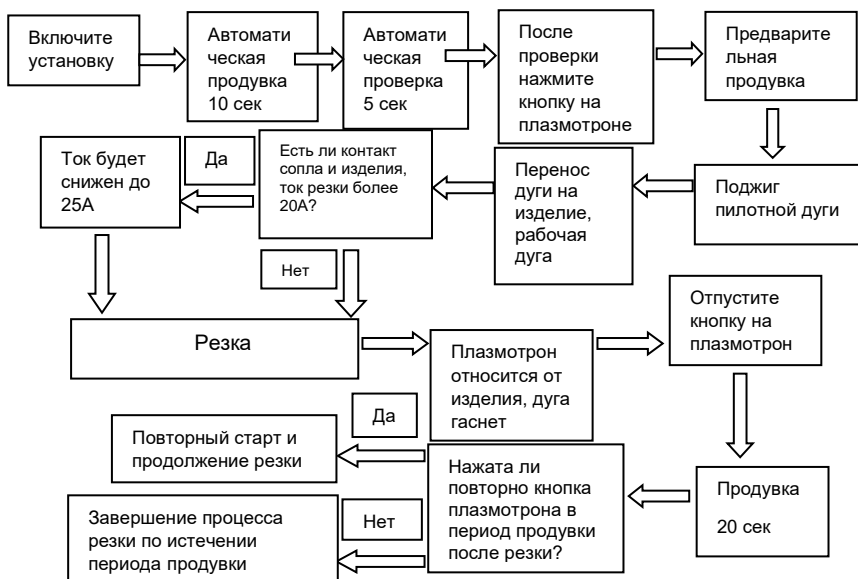 Включите
установку
Автомати
ческая
продувка
10 сек
Автомати
ческая
проверка
5 сек
После
проверки
нажмите
кнопку на
плазмотроне
Предварите
льная
продувка
Ток будет
снижен до
25А
Да
Есть ли контакт
сопла и изделия,
ток резки более
20А?
Перенос
дуги на
изделие,
рабочая
дуга
Поджиг
пилотной дуги
Нет
Резка
Плазмотрон
относится от
изделия, дуга
гаснет
Отпустите
кнопку на
плазмотрон
Да
Повторный старт и
продолжение резки
Нажата ли
повторно кнопка
плазмотрона в
период продувки
после резки?
Продувка
20 сек
Завершение процесса
резки по истечении
периода продувки
Нет